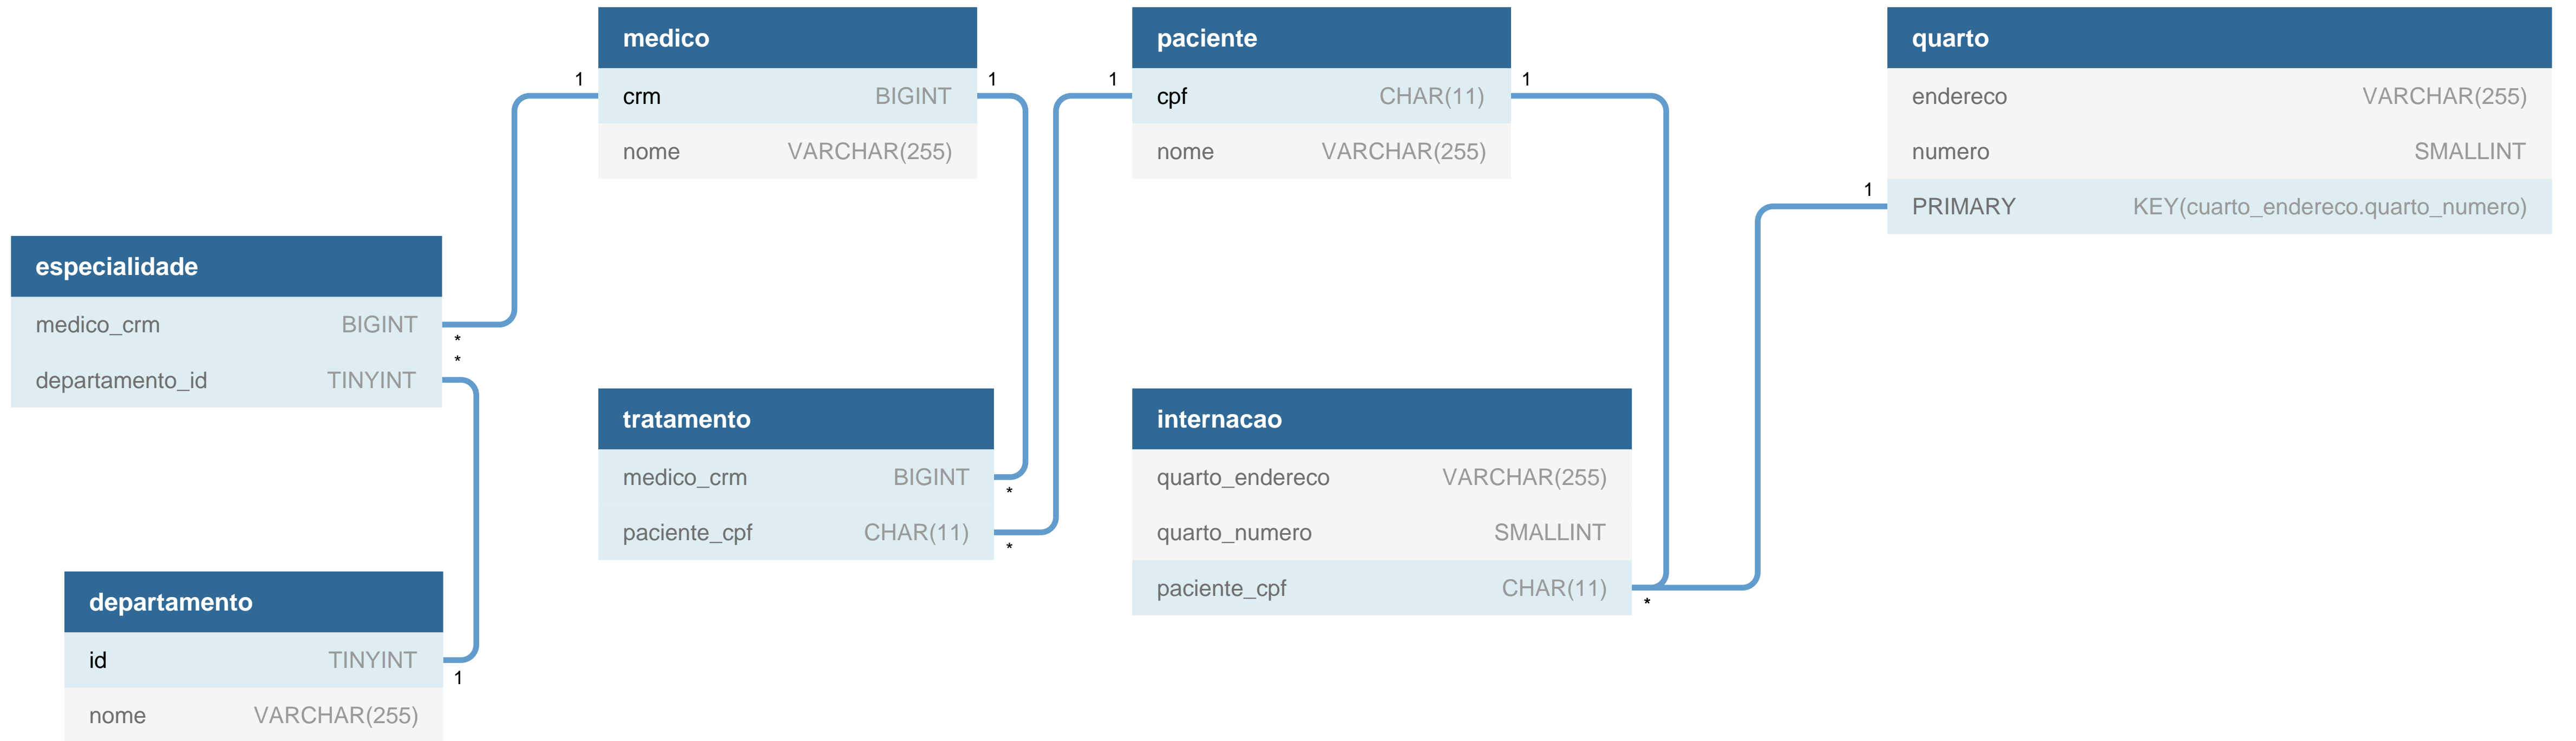 medico
1
crm BIGINT
1
nome VARCHAR(255)
paciente
1
cpf CHAR(11)
1
nome VARCHAR(255)
quarto
endereco VARCHAR(255)
numero SMALLINT
1
PRIMARY KEY(cuarto_endereco.quarto_numero)
especialidade
medico_crm BIGINT
*
*
departamento_id TINYINT
tratamento
medico_crm BIGINT
*
paciente_cpf CHAR(11)
*
internacao
quarto_endereco VARCHAR(255)
quarto_numero SMALLINT
paciente_cpf CHAR(11)
*
departamento
id TINYINT
1
nome VARCHAR(255)